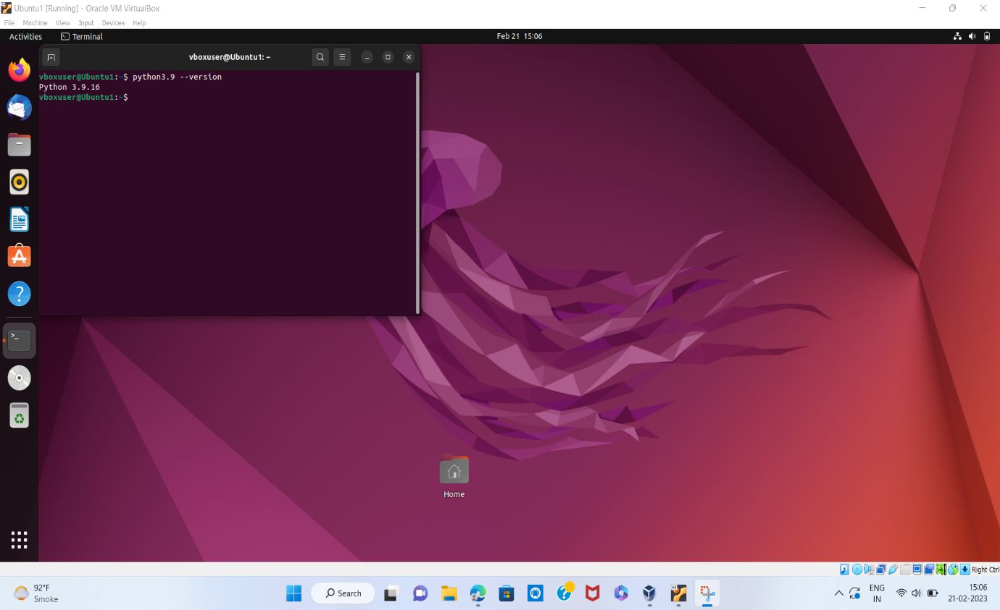 Ubuntu1 [Running] - Oracle VM VirtualBox
File Machine View Input Devices Help
Activities Terminal Feb 21 15:06
vboxuser@Ubuntu1: ~
vboxuser@Ubuntu1:~$ python3.9 --version
Python 3.9.16
vboxuser@Ubuntu1:~$
Home
Right Ctrl
92°F
Smoke
Search
ENG
IN
15:06
21-02-2023